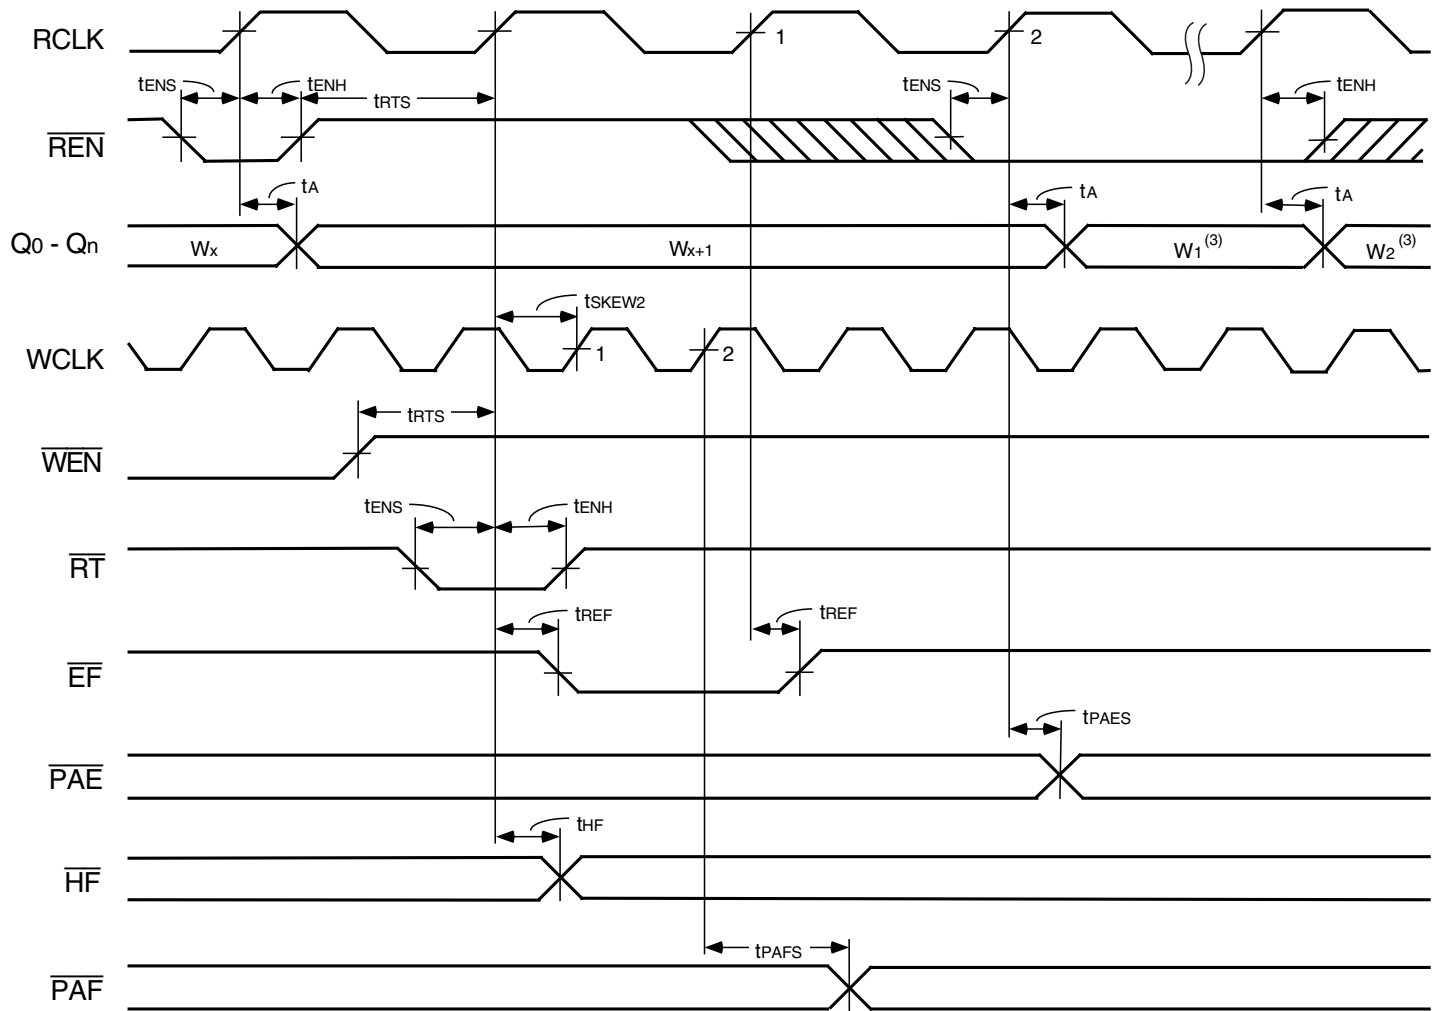 RCLK
1
2
tENS
tENH
tRTS
tENS
tENH
REN
tA
tA
tA
Q0 - Qn
Wx
Wx+1
W1(3)
W2(3)
tSKEW2
WCLK
1
2
tRTS
WEN
tENS
tENH
RT
tREF
tREF
EF
tPAES
PAE
tHF
HF
tPAFS
PAF